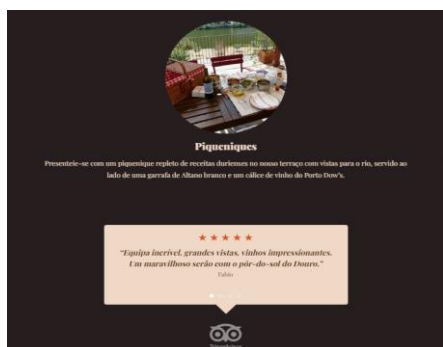 Piqueniques
Presenteie-se com um piquenique repleto de receitas durienses no nosso terraço com vistas para o rio, servido ao
lado de uma garrafa de Altano branco e um cálice de vinho do Porto Dow's.
"Equipa incrível, grandes vistas, vinhos impressionantes.
Um maravilhoso serão com o pôr-do-sol do Douro."
Fabio